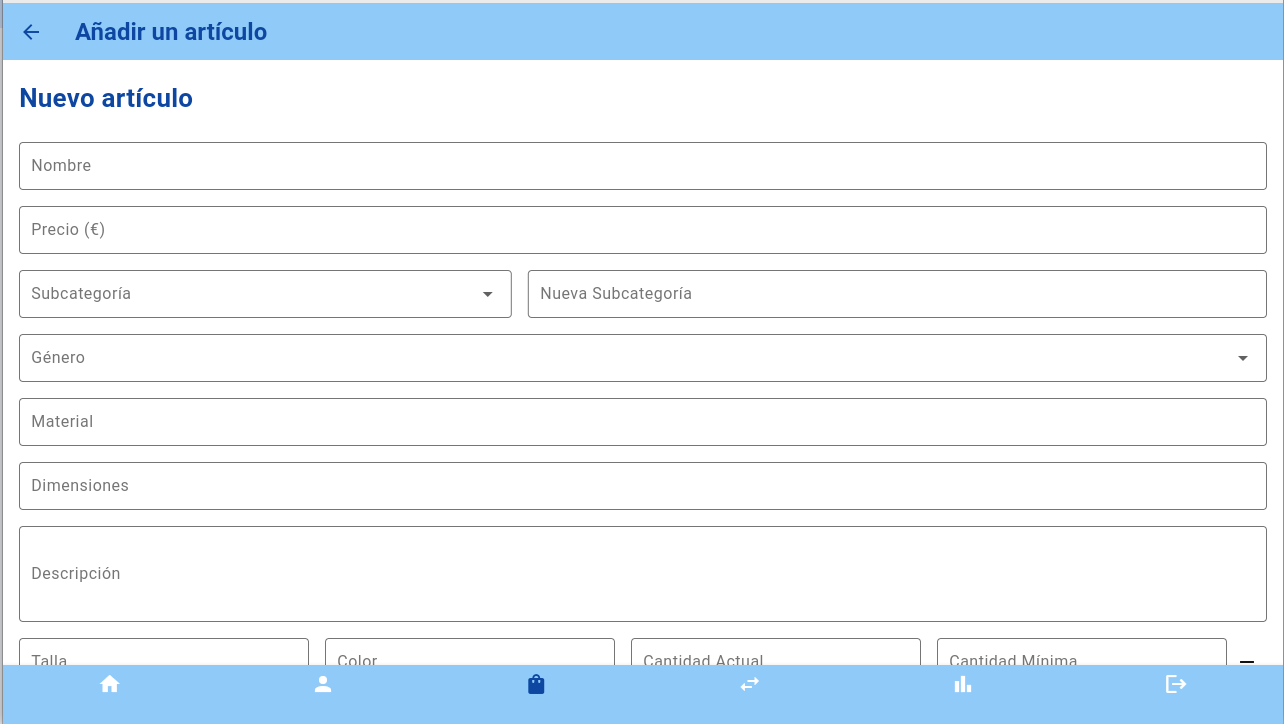 Añadir un artículo
Nuevo artículo
Nombre
Precio (€)
Subcategoría Nueva Subcategoría
Género
Material
Dimensiones
Descripción
Talla Color Cantidad Actual Cantidad Mínima